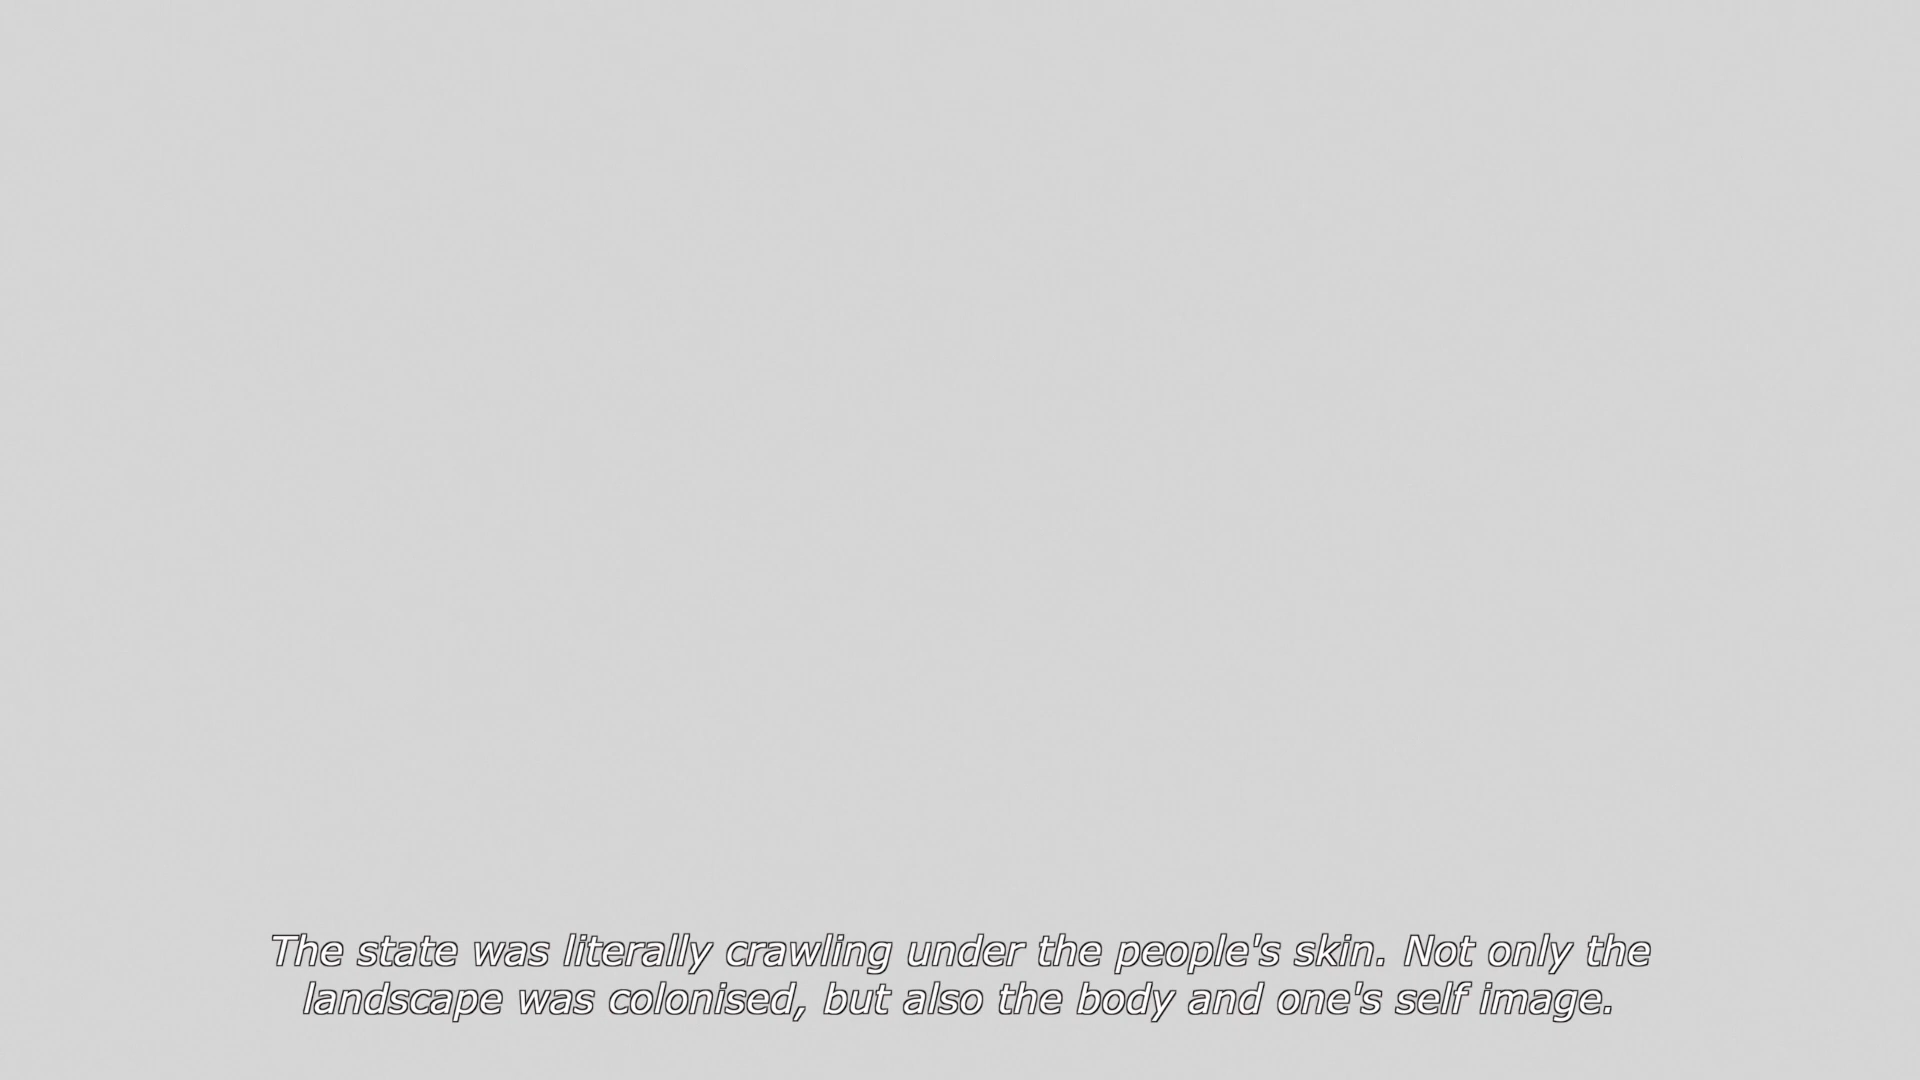 The state was literally crawling under the people's skin. Not only the
landscape was colonised, but also the body and one's self image.